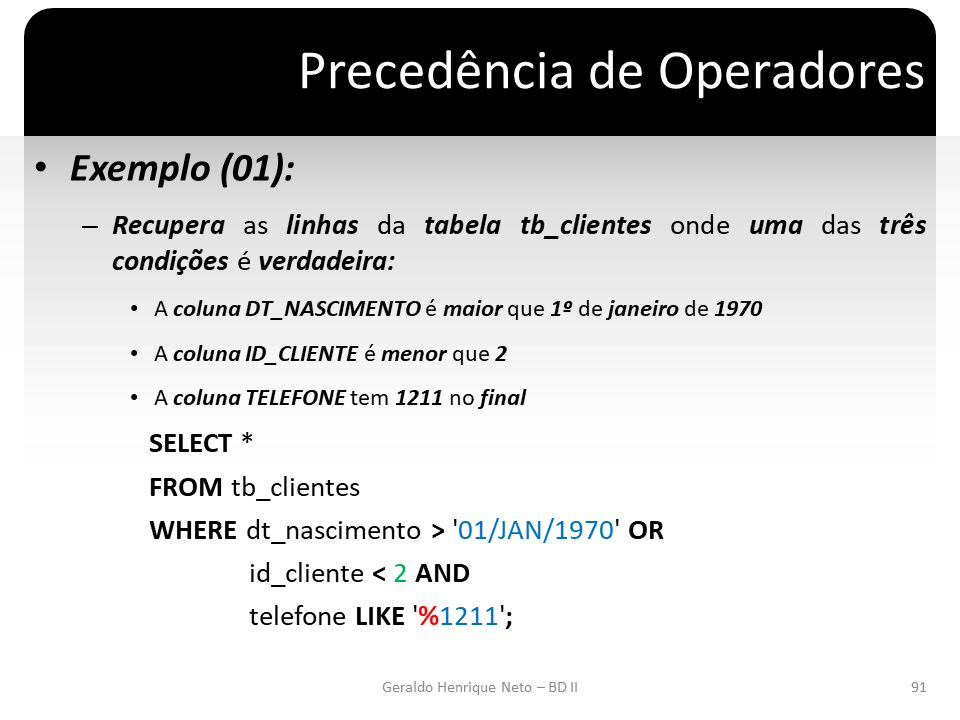 Precedência de Operadores
• Exemplo (01):
– Recupera as linhas da tabela tb_clientes onde uma das três
condições é verdadeira:
• A coluna DT_NASCIMENTO é maior que 1º de janeiro de 1970
• A coluna ID_CLIENTE é menor que 2
• A coluna TELEFONE tem 1211 no final
SELECT *
FROM tb_clientes
WHERE dt_nascimento > '01/JAN/1970' OR
id_cliente < 2 AND
telefone LIKE '%1211';
Geraldo Henrique Neto – BD II
91